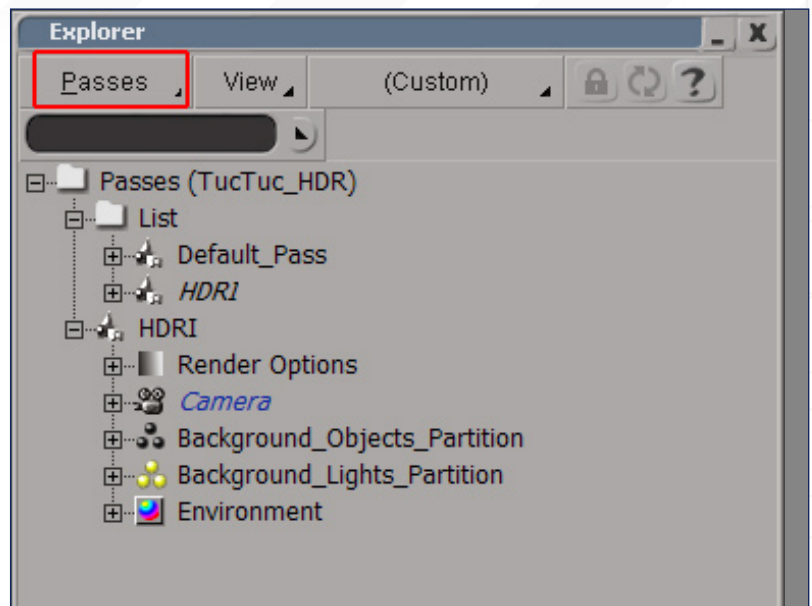 Explorer
Passes View (Custom) ?
Passes (TucTuc_HDR)
List
Default_Pass
HDRI
HDRI
Render Options
Camera
Background_Objects_Partition
Background_Lights_Partition
Environment